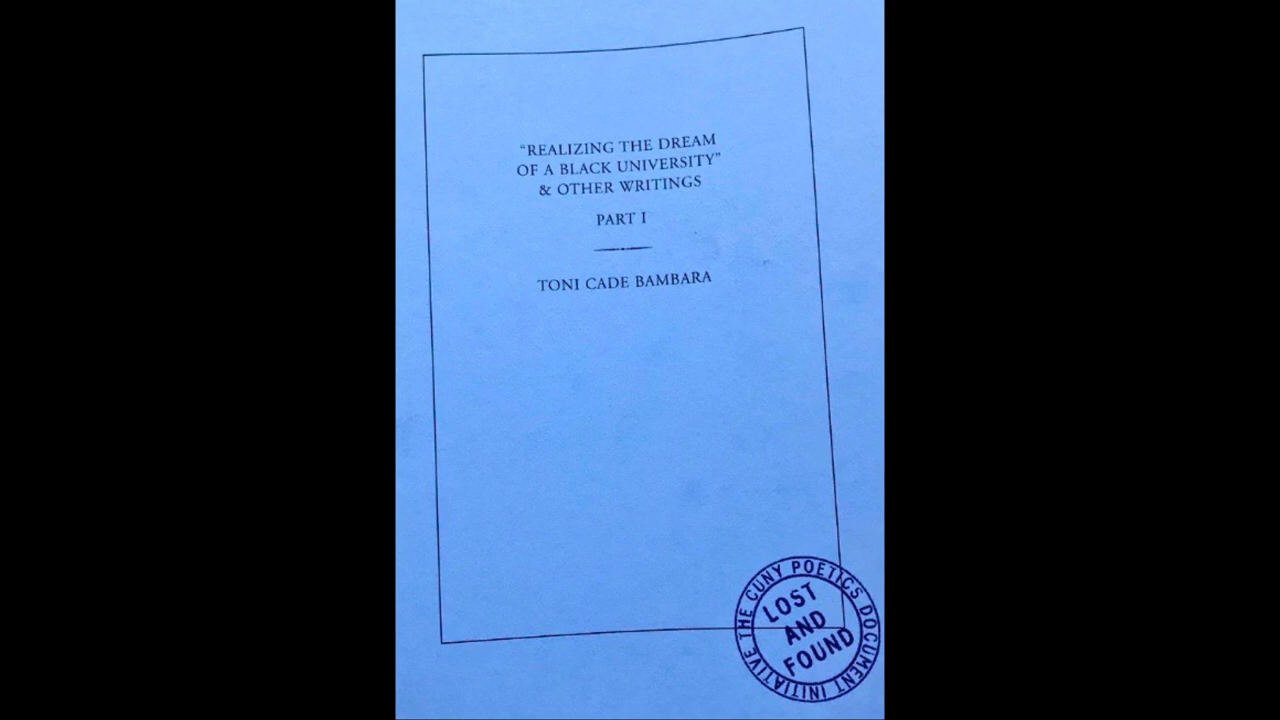 “REALIZING THE DREAM
OF A BLACK UNIVERSITY”
& OTHER WRITINGS
PART I
TONI CADE BAMBARA
THE CUNY POETICS DOCUMENT INITIATIVE
LOST
AND
FOUND